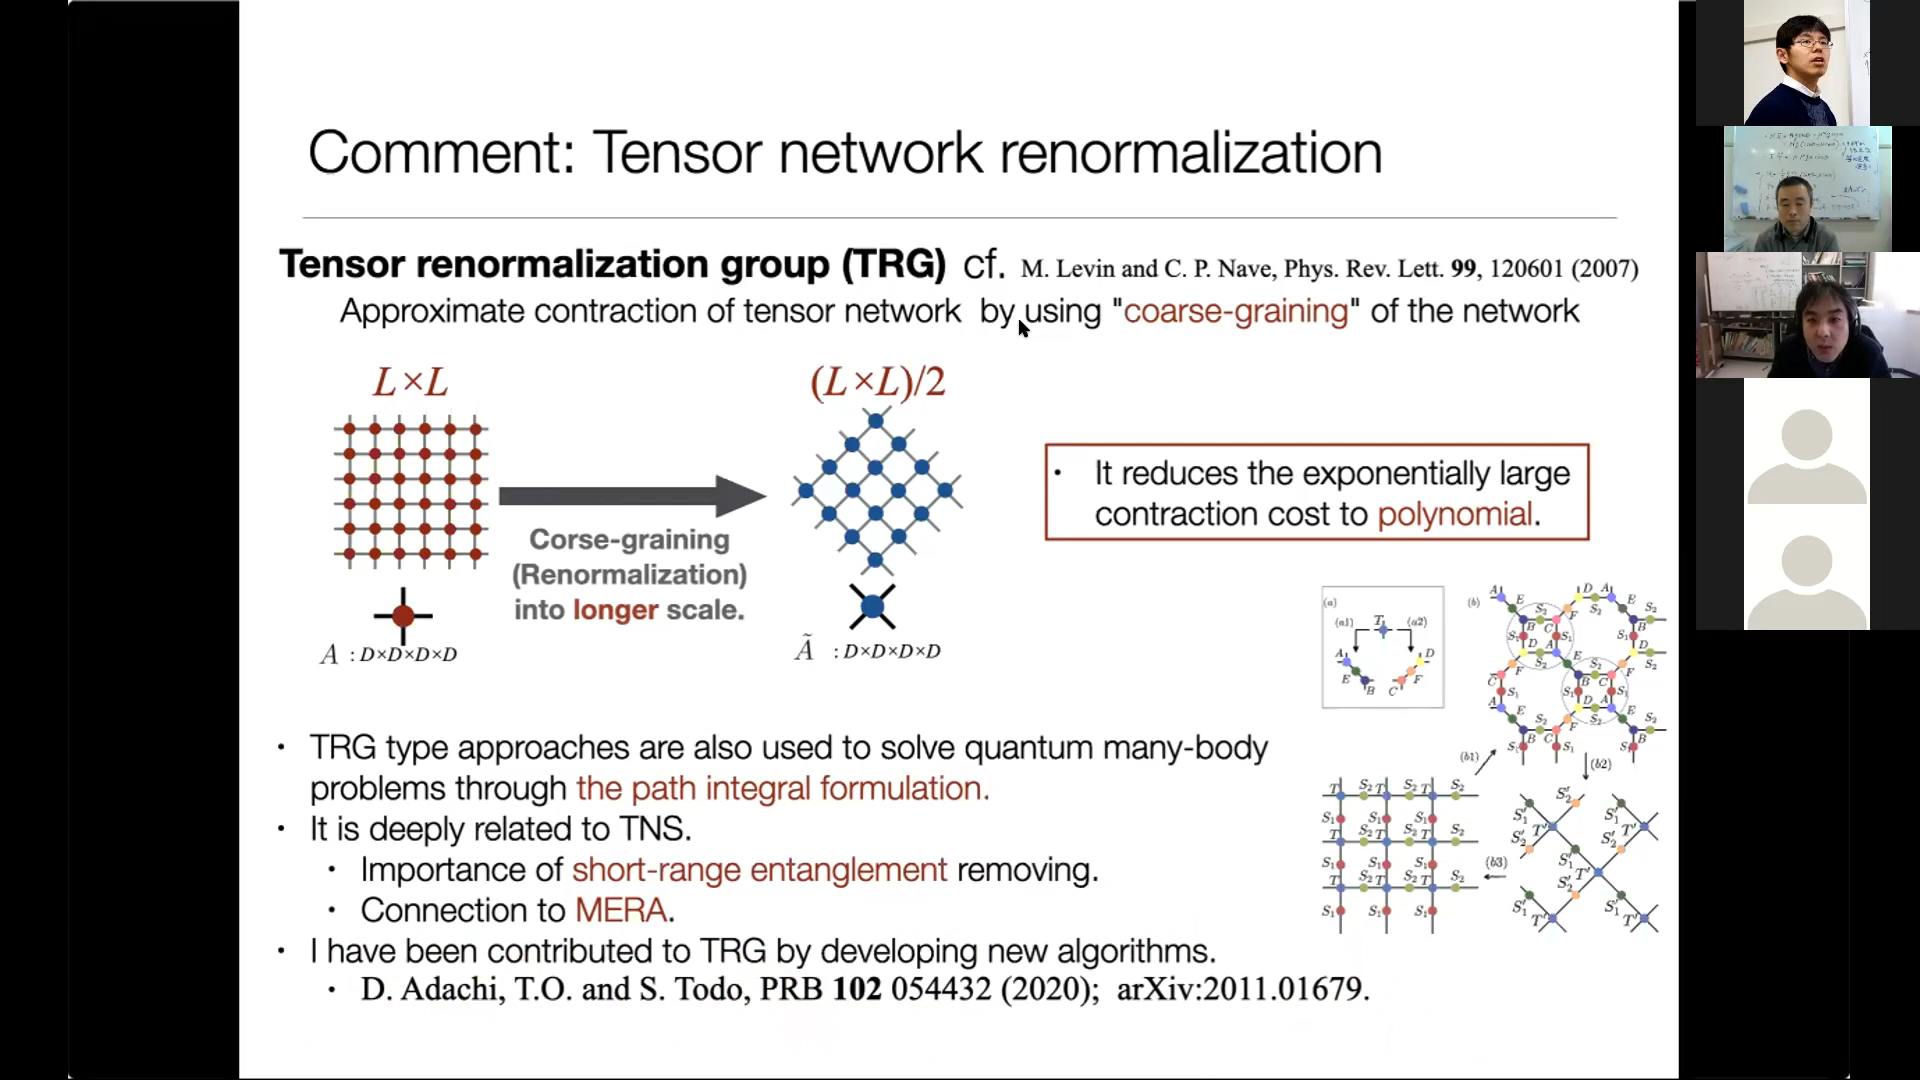 Comment: Tensor network renormalization
Tensor renormalization group (TRG) cf. M. Levin and C. P. Nave, Phys. Rev. Lett. 99, 120601 (2007)
Approximate contraction of tensor network by using "coarse-graining" of the network
L×L
(L×L)/2
Corse-graining
(Renormalization)
into longer scale.
A : D×D×D×D
Ã : D×D×D×D
• It reduces the exponentially large
contraction cost to polynomial.
• TRG type approaches are also used to solve quantum many-body
problems through the path integral formulation.
• It is deeply related to TNS.
• Importance of short-range entanglement removing.
• Connection to MERA.
• I have been contributed to TRG by developing new algorithms.
• D. Adachi, T.O. and S. Todo, PRB 102 054432 (2020); arXiv:2011.01679.
(a)
(a1) T (a2)
A D
E F
B C
(b)
(b1)
(b2)
(b3)